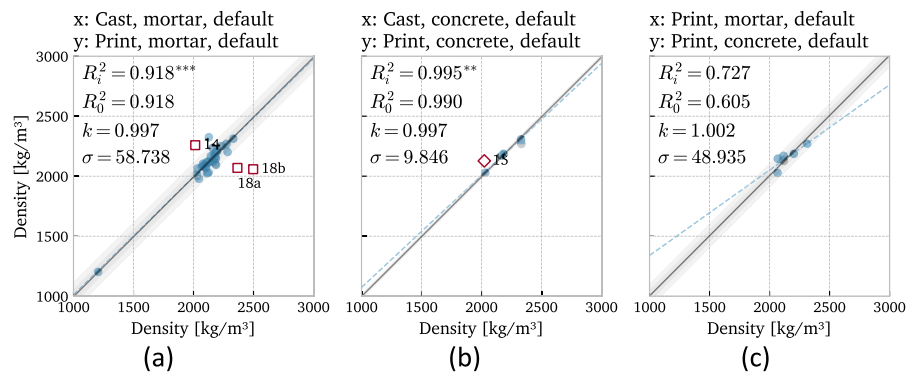 x: Cast, mortar, default
y: Print, mortar, default
3000
2500
2000
1500
1000
Density [kg/m³]
R_i^2 = 0.918***
R_0^2 = 0.918
k = 0.997
σ = 58.738
14
18b
18a
1000 1500 2000 2500 3000
Density [kg/m³]
(a)
x: Cast, concrete, default
y: Print, concrete, default
R_i^2 = 0.995**
R_0^2 = 0.990
k = 0.997
σ = 9.846
15
1000 1500 2000 2500 3000
Density [kg/m³]
(b)
x: Print, mortar, default
y: Print, concrete, default
R_i^2 = 0.727
R_0^2 = 0.605
k = 1.002
σ = 48.935
1000 1500 2000 2500 3000
Density [kg/m³]
(c)